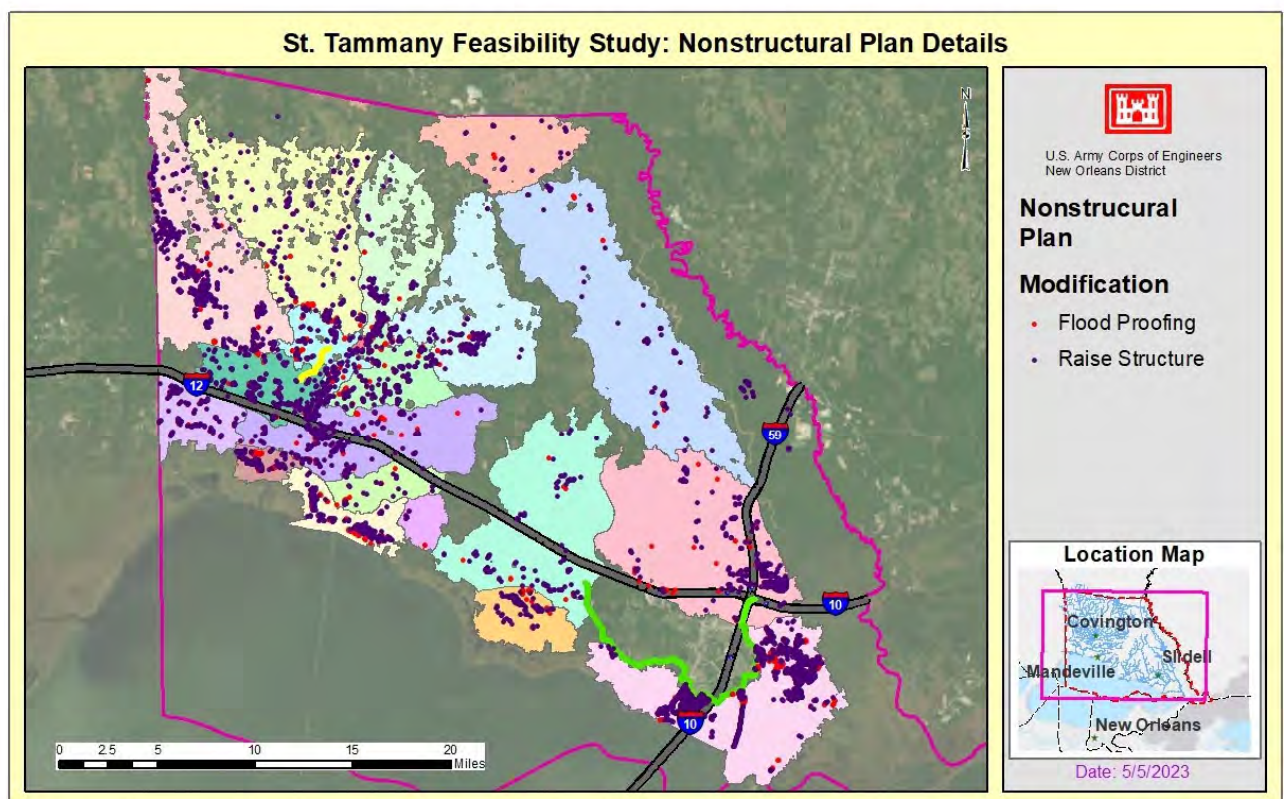 St. Tammany Feasibility Study: Nonstructural Plan Details
N
12
59
10
10
0 2.5 5 10 15 20
Miles
U.S. Army Corps of Engineers
New Orleans District
Nonstrucural
Plan
Modification
Flood Proofing
Raise Structure
Location Map
Covington
Slidell
Mandeville
New Orleans
Date: 5/5/2023